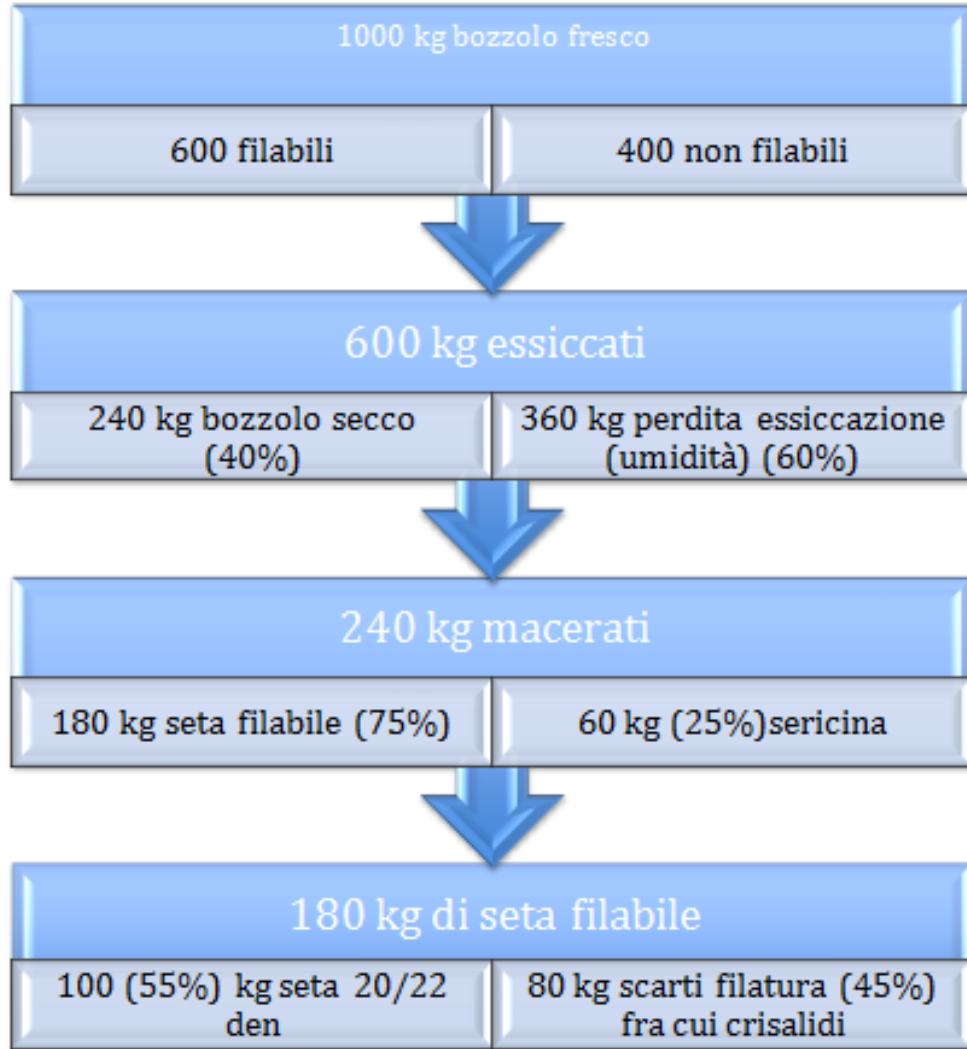 1000 kg bozzolo fresco
600 filabili
400 non filabili
600 kg essiccati
240 kg bozzolo secco
(40%)
360 kg perdita essiccazione
(umidità) (60%)
240 kg macerati
180 kg seta filabile (75%)
60 kg (25%)sericina
180 kg di seta filabile
100 (55%) kg seta 20/22
den
80 kg scarti filatura (45%)
fra cui crisalidi